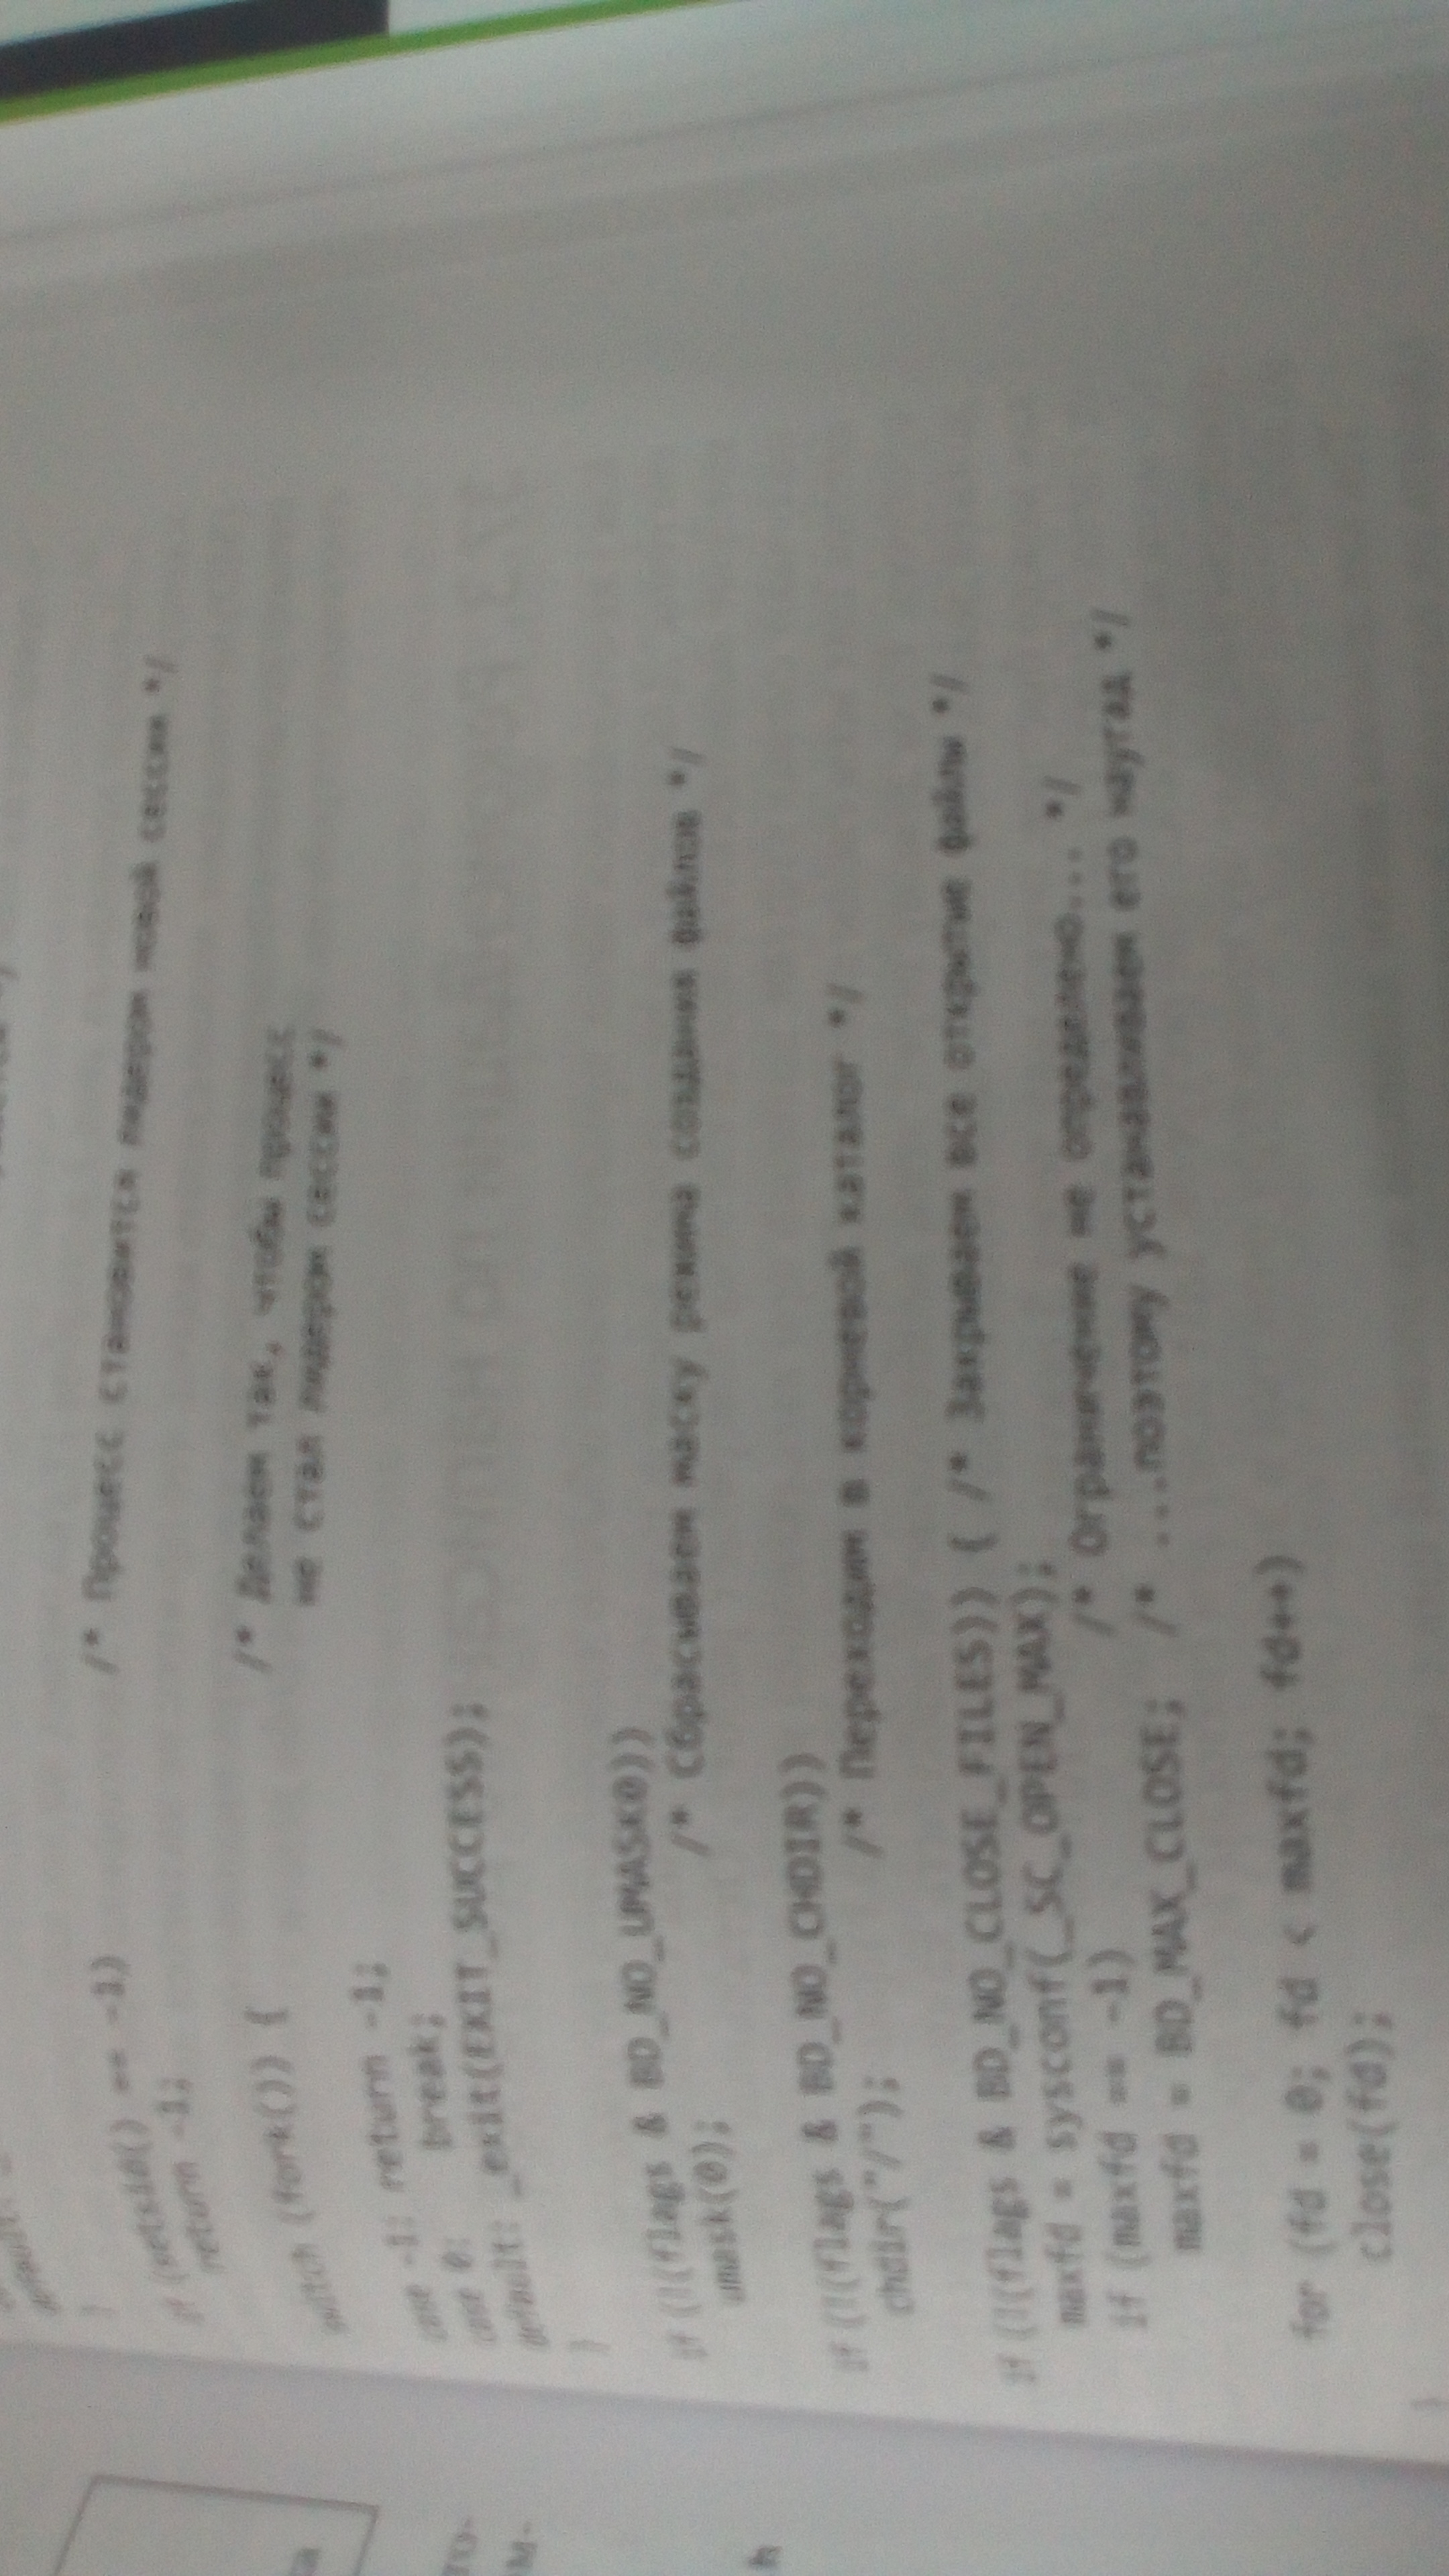 }
if (setsid() == -1) /* Процесс становится лидером новой сессии */
return -1;
switch (fork()) { /* Делаем так, чтобы процесс
не стал лидером сессии */
case -1: return -1;
case 0: break;
default: _exit(EXIT_SUCCESS);
}
if (!(flags & BD_NO_UMASK0))
umask(0); /* Сбрасываем маску режима создания файлов */
if (!(flags & BD_NO_CHDIR))
chdir("/"); /* Переходим в корневой каталог */
if (!(flags & BD_NO_CLOSE_FILES)) { /* Закрываем все открытые файлы */
maxfd = sysconf(_SC_OPEN_MAX);
if (maxfd == -1) /* Ограничение не определено... */
maxfd = BD_MAX_CLOSE; /* ...поэтому устанавливаем его наугад */
for (fd = 0; fd < maxfd; fd++)
close(fd);